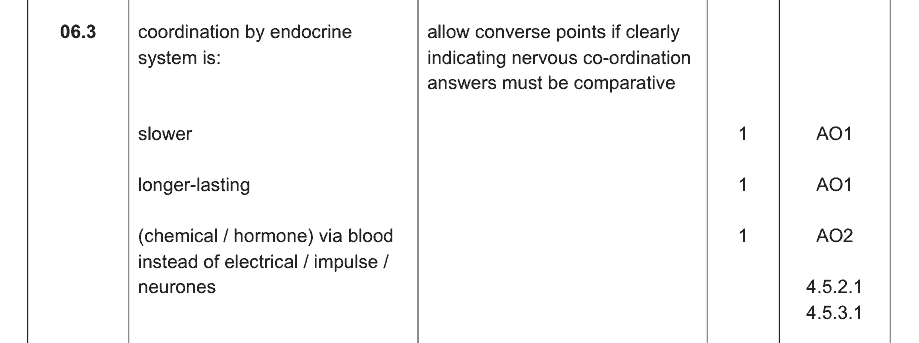 06.3
coordination by endocrine
system is:
allow converse points if clearly
indicating nervous co-ordination
answers must be comparative
slower
1
AO1
longer-lasting
1
AO1
(chemical / hormone) via blood
instead of electrical / impulse /
neurones
1
AO2
4.5.2.1
4.5.3.1